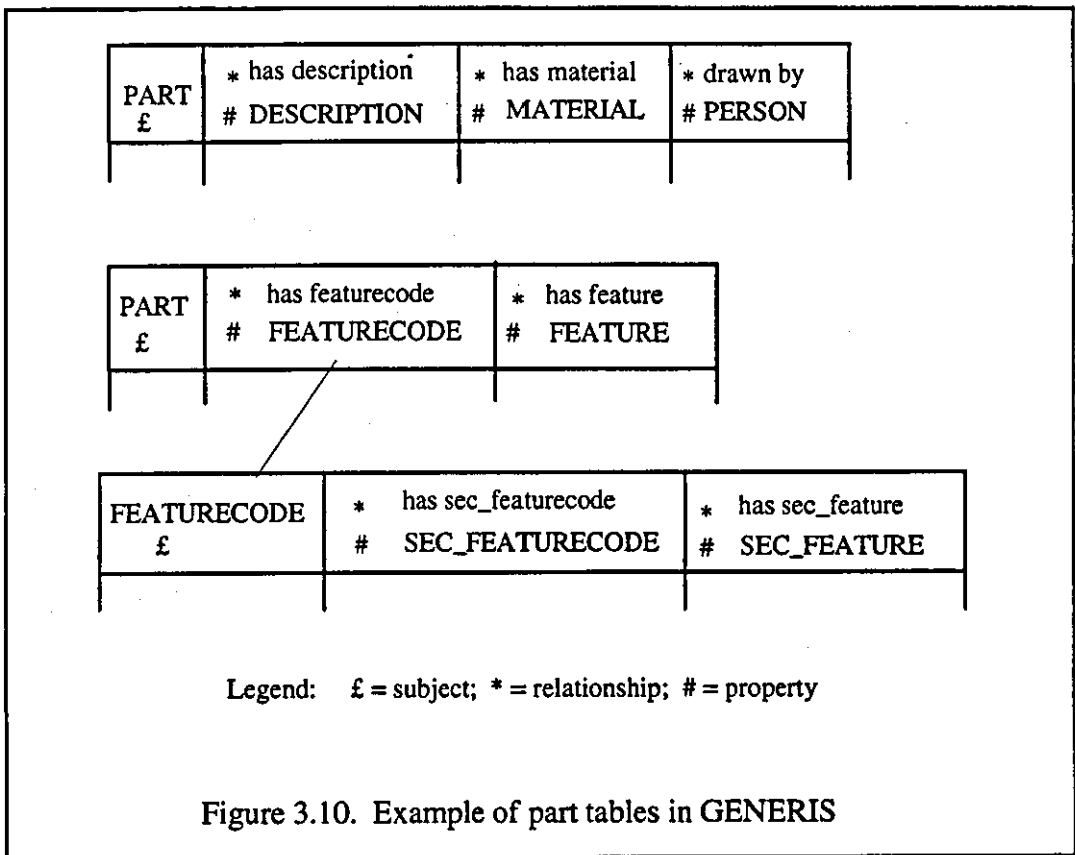 PART
£
* has description
# DESCRIPTION
* has material
# MATERIAL
* drawn by
# PERSON
PART
£
* has featurecode
# FEATURECODE
* has feature
# FEATURE
FEATURECODE
£
* has sec_featurecode
# SEC_FEATURECODE
* has sec_feature
# SEC_FEATURE
Legend: £ = subject; * = relationship; # = property
Figure 3.10. Example of part tables in GENERIS